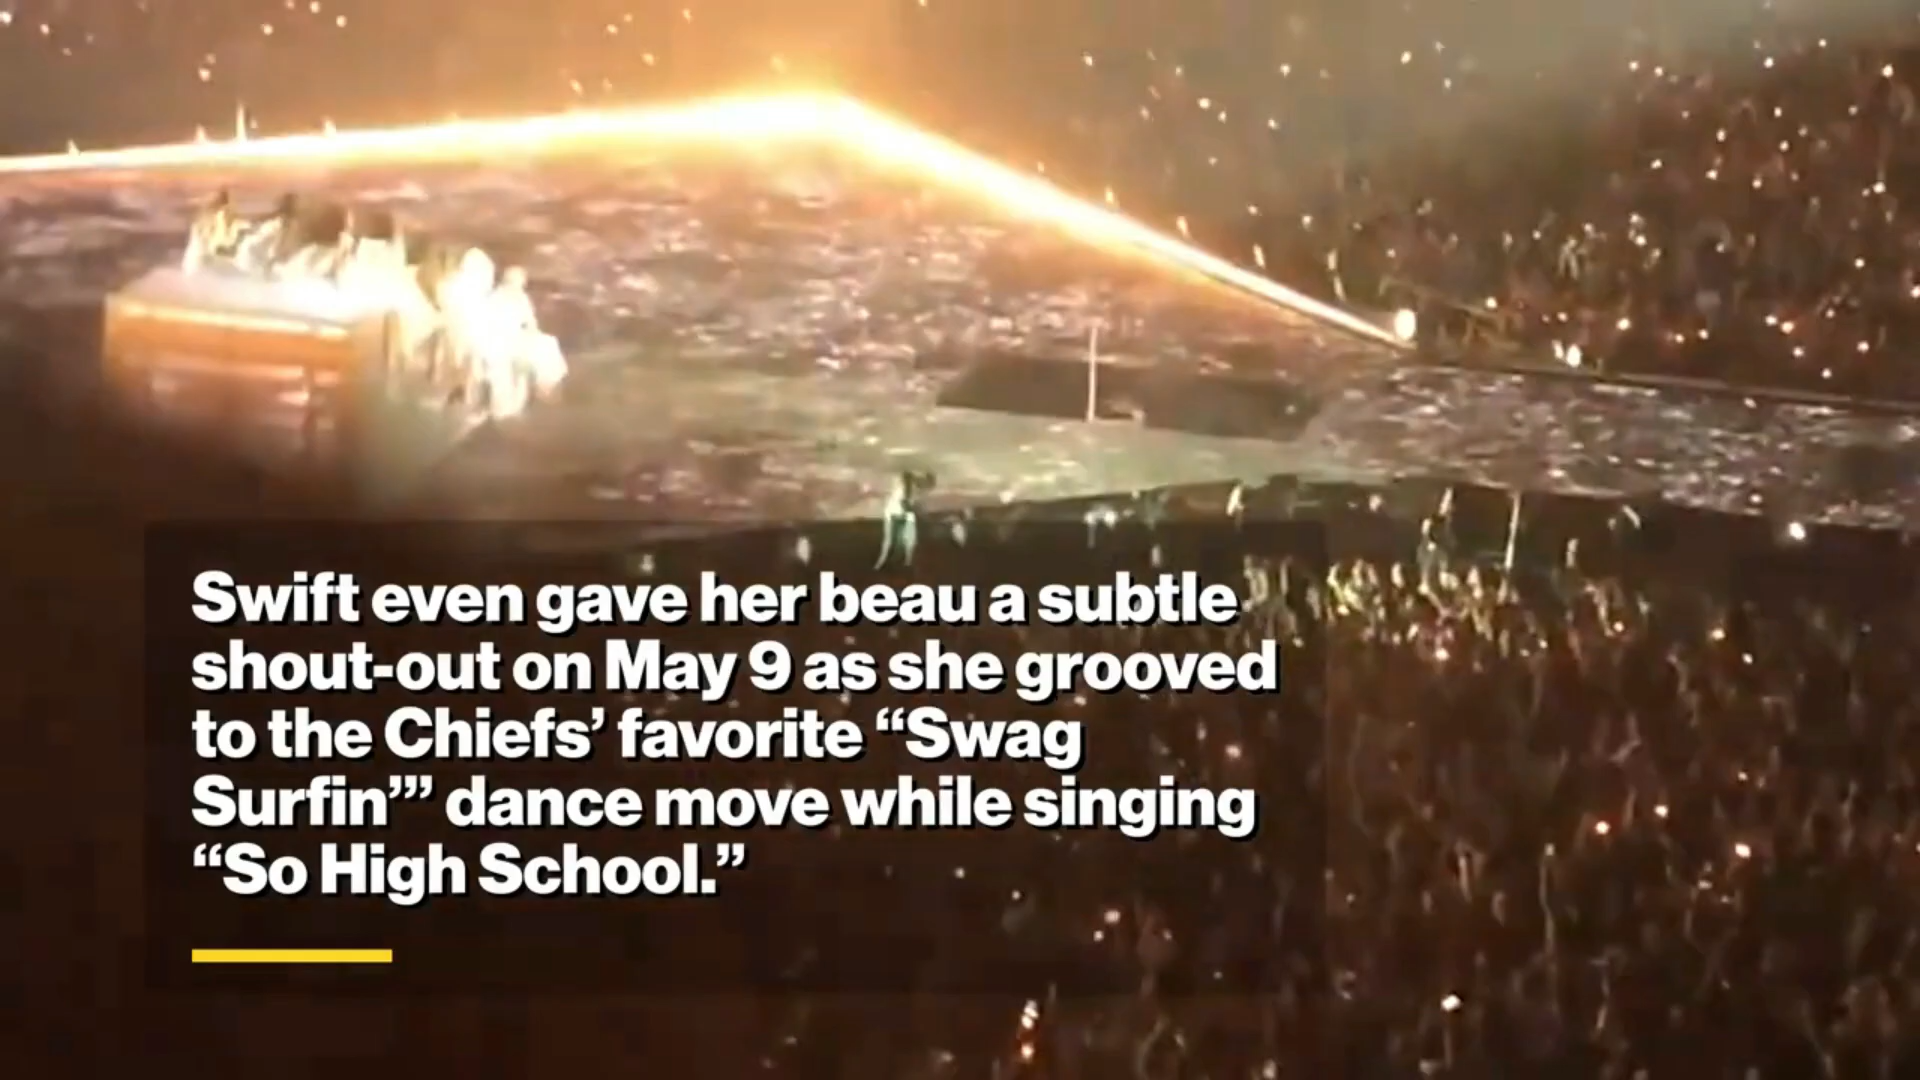 Swift even gave her beau a subtle
shout-out on May 9 as she grooved
to the Chiefs’ favorite “Swag
Surfin’” dance move while singing
“So High School.”